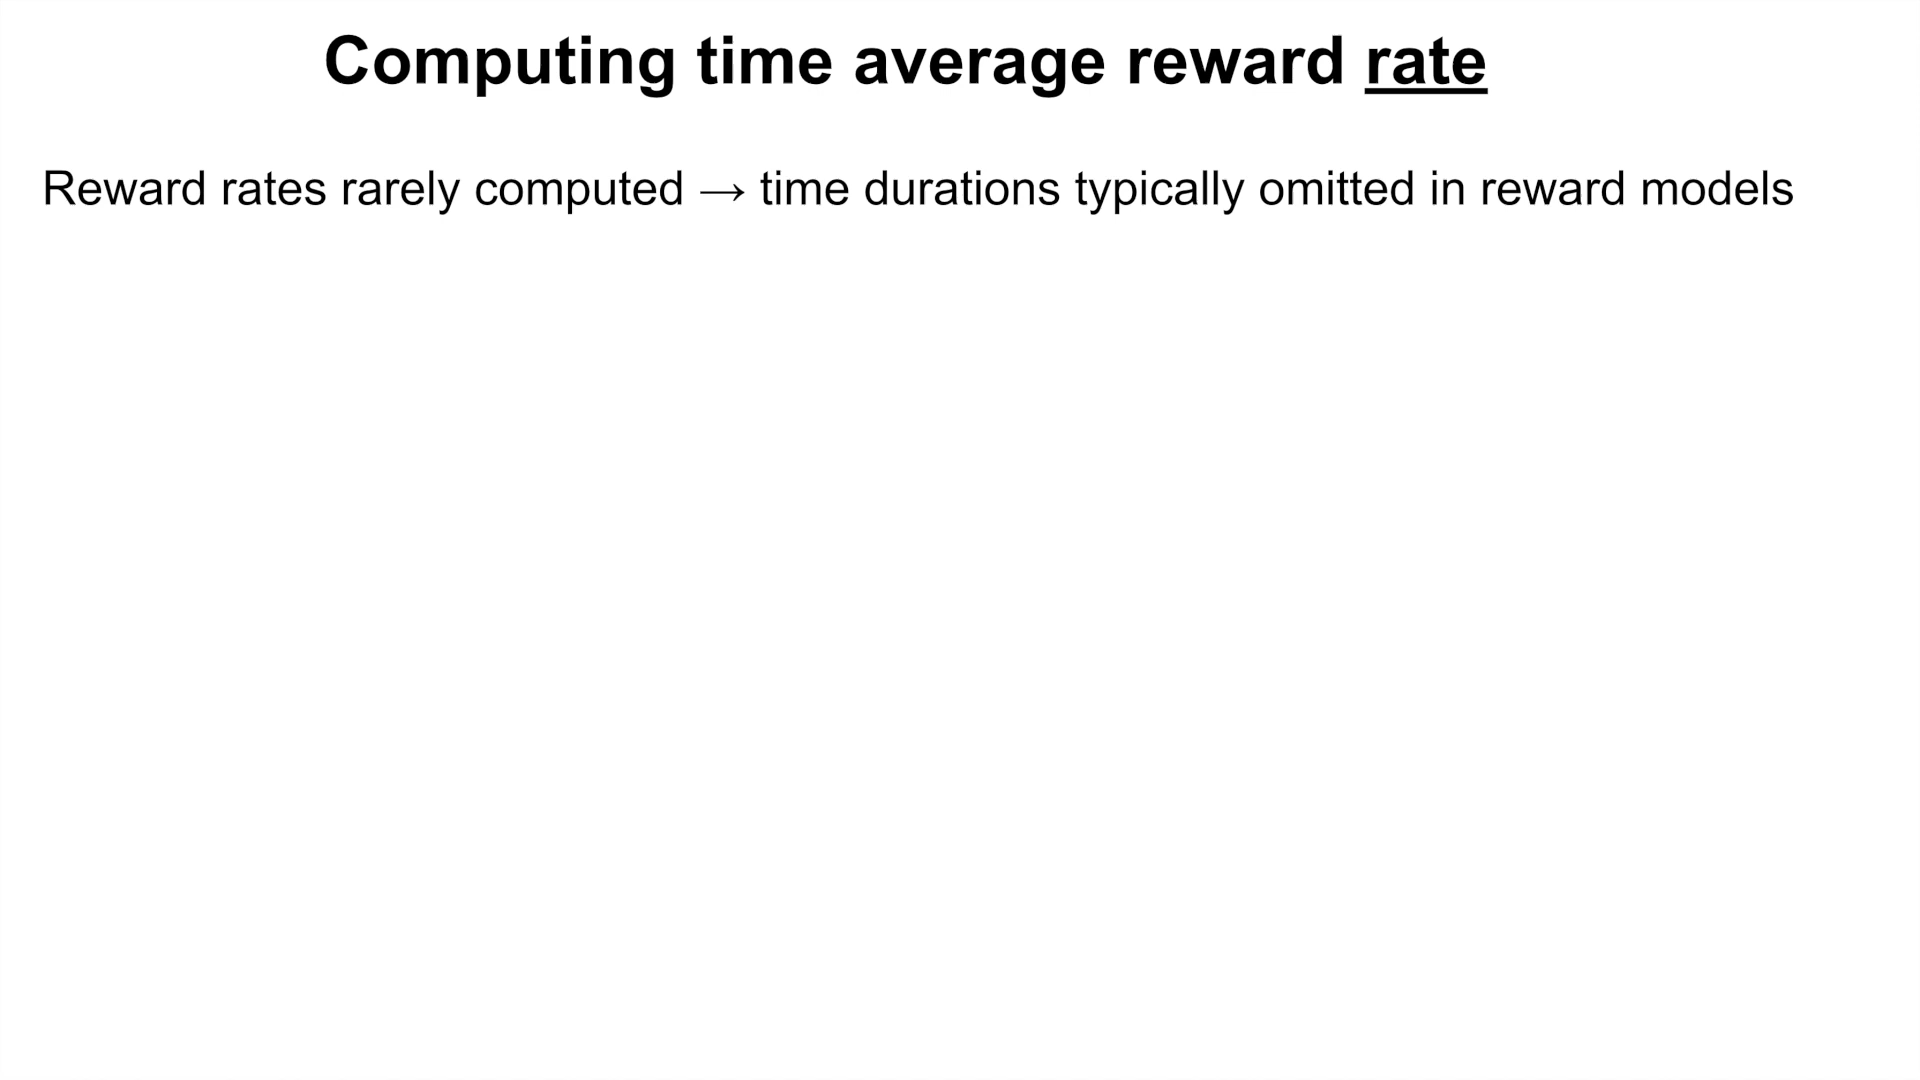 Computing time average reward rate
Reward rates rarely computed → time durations typically omitted in reward models